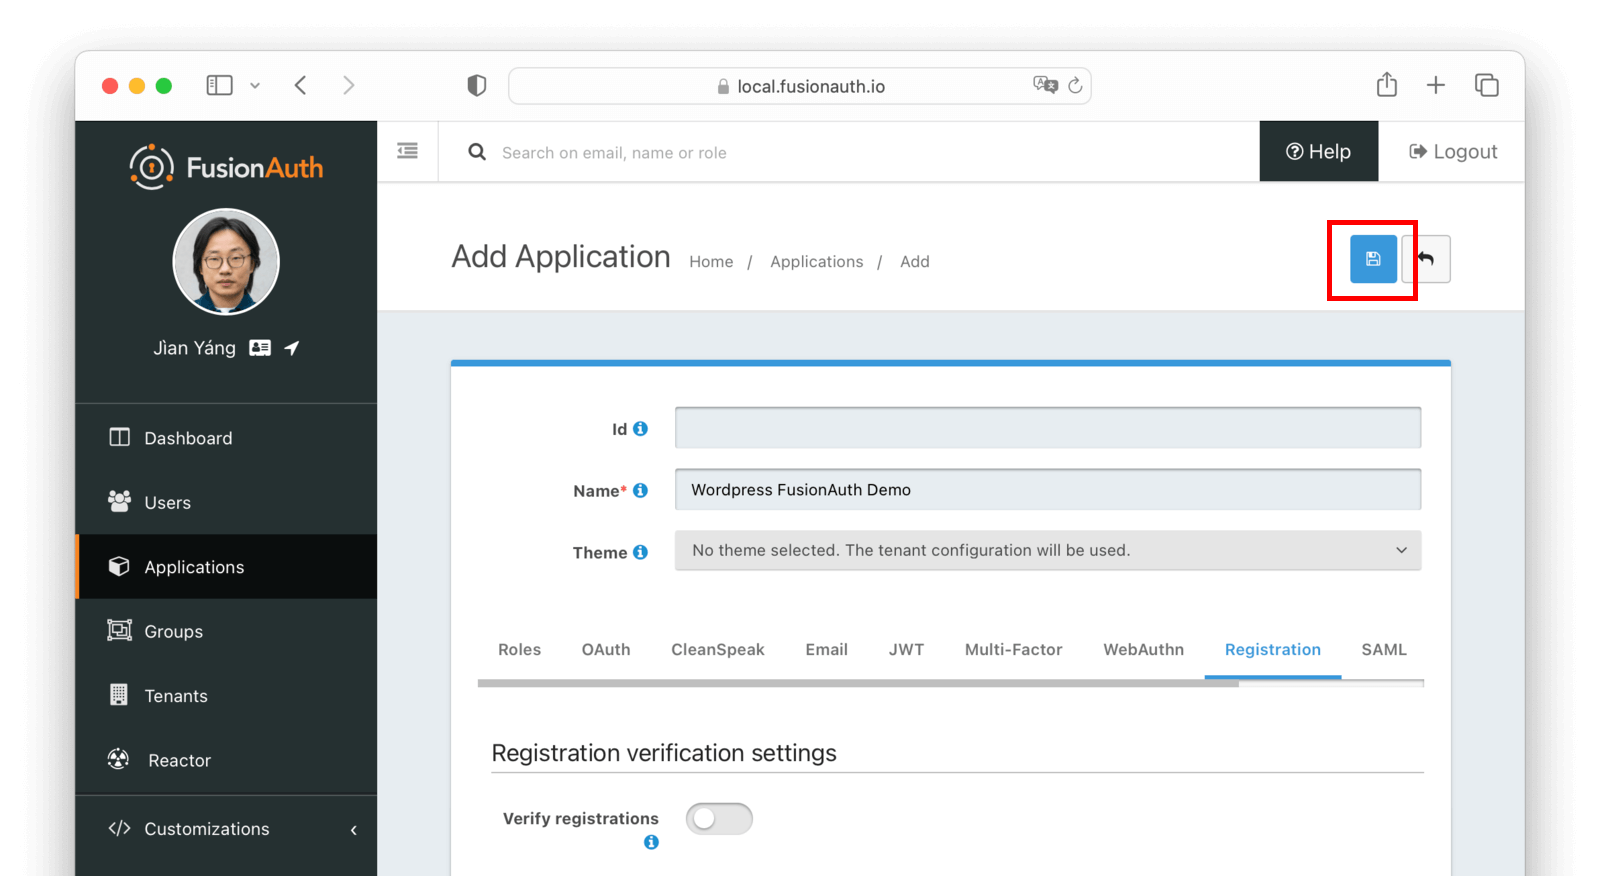 local.fusionauth.io
FusionAuth
Search on email, name or role
Help
Logout
Add Application
Home / Applications / Add
Jìan Yáng
Dashboard
Users
Applications
Groups
Tenants
Reactor
</> Customizations
Id
Name* Wordpress FusionAuth Demo
Theme No theme selected. The tenant configuration will be used.
Roles OAuth CleanSpeak Email JWT Multi-Factor WebAuthn Registration SAML
Registration verification settings
Verify registrations